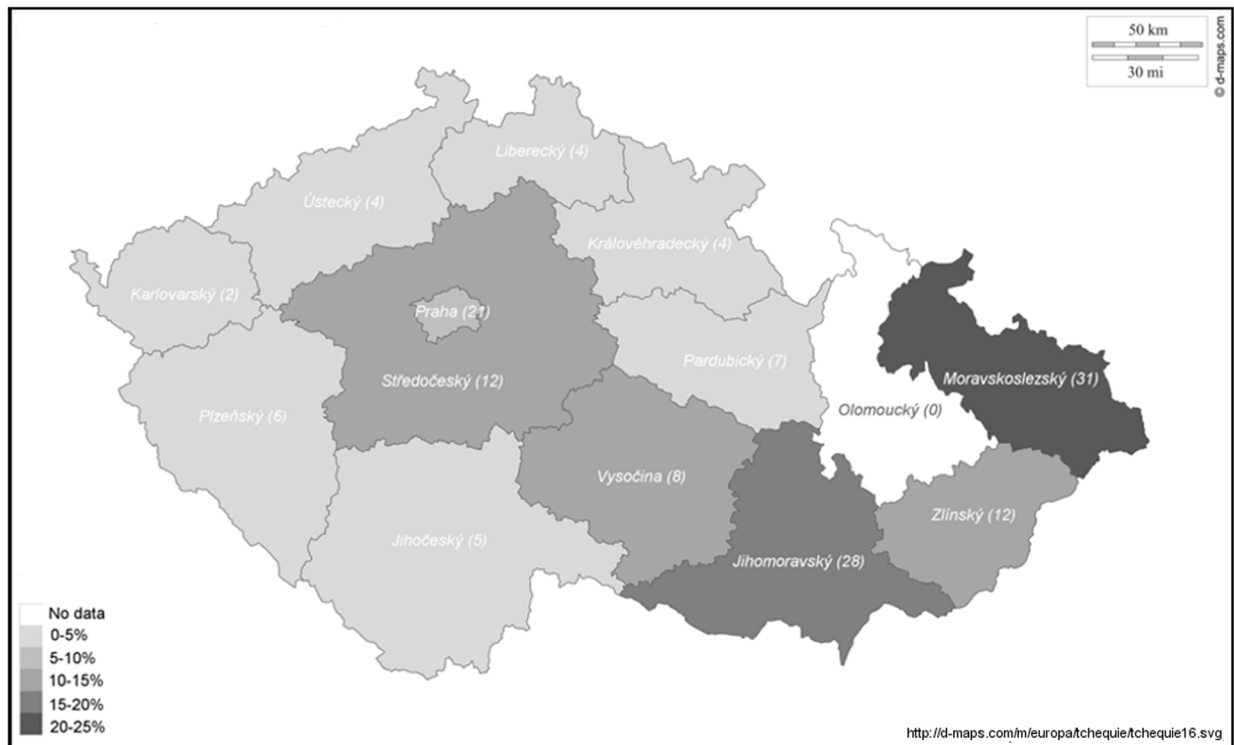 50 km
30 mi
© d-maps.com
Liberecký (4)
Ústecký (4)
Královéhradecký (4)
Karlovarský (2)
Praha (21)
Pardubický (7)
Středočeský (12)
Moravskoslezský (31)
Plzeňský (6)
Olomoucký (0)
Vysočina (8)
Zlínský (12)
Jihočeský (5)
Jihomoravský (28)
No data
0-5%
5-10%
10-15%
15-20%
20-25%
http://d-maps.com/m/europa/tchequie/tchequie16.svg